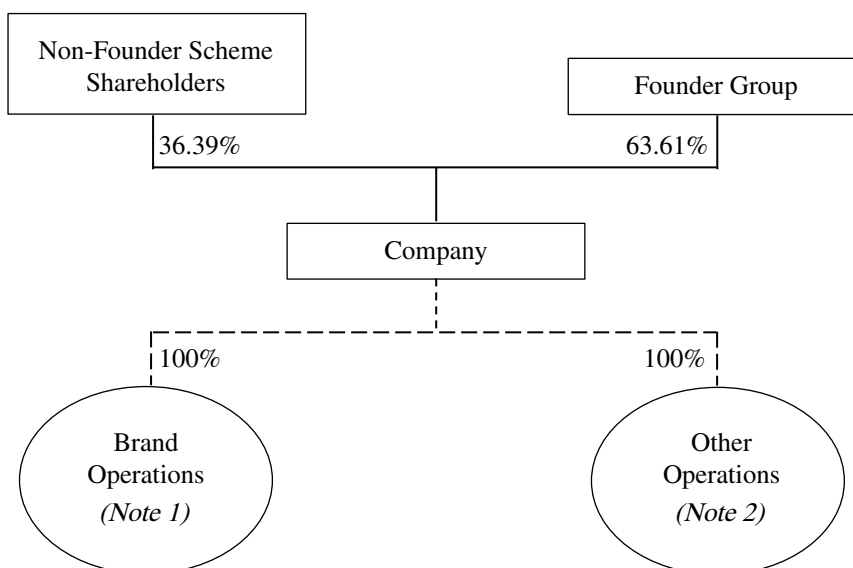 Non-Founder Scheme
Shareholders
Founder Group
36.39%
63.61%
Company
100%
100%
Brand
Operations
(Note 1)
Other
Operations
(Note 2)